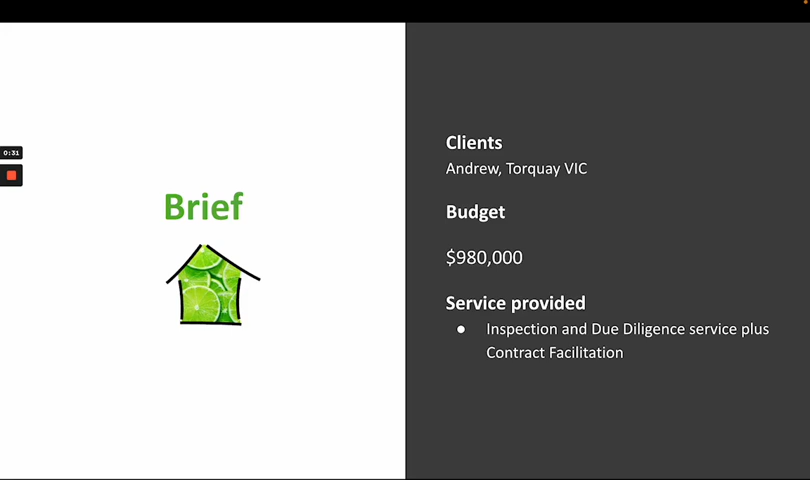 0:31
Brief
Clients
Andrew, Torquay VIC
Budget
$980,000
Service provided
● Inspection and Due Diligence service plus
Contract Facilitation